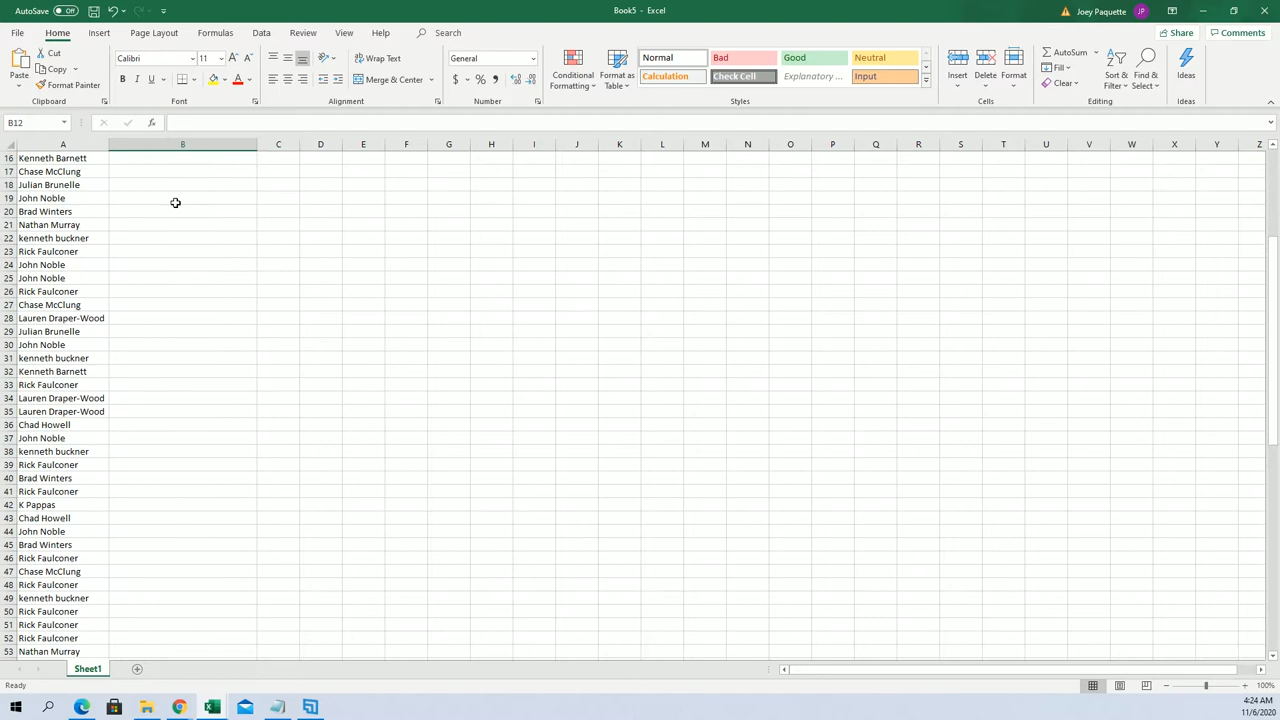 AutoSave Off Book5 - Excel Joey Paquette JP
File Home Insert Page Layout Formulas Data Review View Help Search Share Comments
Paste Cut Copy Format Painter
Calibri 11
Wrap Text
Merge & Center
General
Conditional Formatting Format as Table
Normal Bad Good Neutral
Calculation Check Cell Explanatory ... Input
Insert Delete Format
AutoSum Fill Clear
Sort & Filter Find & Select
Ideas
Clipboard Font Alignment Number Styles Cells Editing Ideas
B12 fx
A B C D E F G H I J K L M N O P Q R S T U V W X Y Z
16 Kenneth Barnett
17 Chase McClung
18 Julian Brunelle
19 John Noble
20 Brad Winters
21 Nathan Murray
22 kenneth buckner
23 Rick Faulconer
24 John Noble
25 John Noble
26 Rick Faulconer
27 Chase McClung
28 Lauren Draper-Wood
29 Julian Brunelle
30 John Noble
31 kenneth buckner
32 Kenneth Barnett
33 Rick Faulconer
34 Lauren Draper-Wood
35 Lauren Draper-Wood
36 Chad Howell
37 John Noble
38 kenneth buckner
39 Rick Faulconer
40 Brad Winters
41 Rick Faulconer
42 K Pappas
43 Chad Howell
44 John Noble
45 Brad Winters
46 Rick Faulconer
47 Chase McClung
48 Rick Faulconer
49 kenneth buckner
50 Rick Faulconer
51 Rick Faulconer
52 Rick Faulconer
53 Nathan Murray
Sheet1
Ready 100%
4:24 AM
11/6/2020